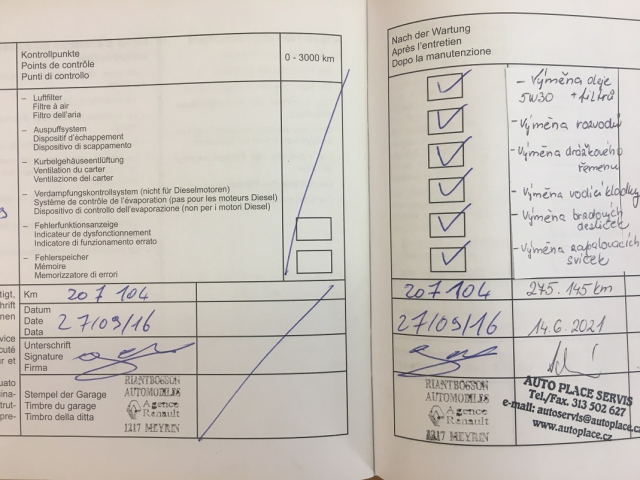 Kontrollpunkte
Points de contrôle
Punti di controllo
0 - 3000 km
– Luftfilter
Filtre à air
Filtro dell'aria
– Auspuffsystem
Dispositif d'échappement
Dispositivo di scappamento
– Kurbelgehäuseentlüftung
Ventilation du carter
Ventilazione del carter
– Verdampfungskontrollsystem (nicht für Dieselmotoren)
Système de contrôle de l'évaporation (pas pour les moteurs Diesel)
Dispositivo di controllo dell'evaporazione (non per i motori Diesel)
– Fehlerfunktionsanzeige
Indicateur de dysfonctionnement
Indicatore di funzionamento errato
– Fehlerspeicher
Mémoire
Memorizzatore di errori
Km 207 104
Datum
Date 27/09/16
Data
Unterschrift
Signature
Firma
Stempel der Garage
Timbre du garage
Timbro della ditta
RIANTBOSSON
AUTOMOBILES
Agence
Renault
1217 MEYRIN
Nach der Wartung
Après l'entretien
Dopo la manutenzione
– Výměna oleje
5W30 + filtrů
– Výměna rozvodů
– Výměna drážkového
řemenu
– Výměna vodící kladky
– Výměna brzdových
destiček
– Výměna zapalovacích
svíček
207 104
275.145 km
27/09/16
14.6.2021
RIANTBOSSON
AUTOMOBILES
Agence
Renault
1217 MEYRIN
AUTO PLACE SERVIS
Tel./Fax. 313 502 627
e-mail: autoservis@autoplace.cz
www.autoplace.cz